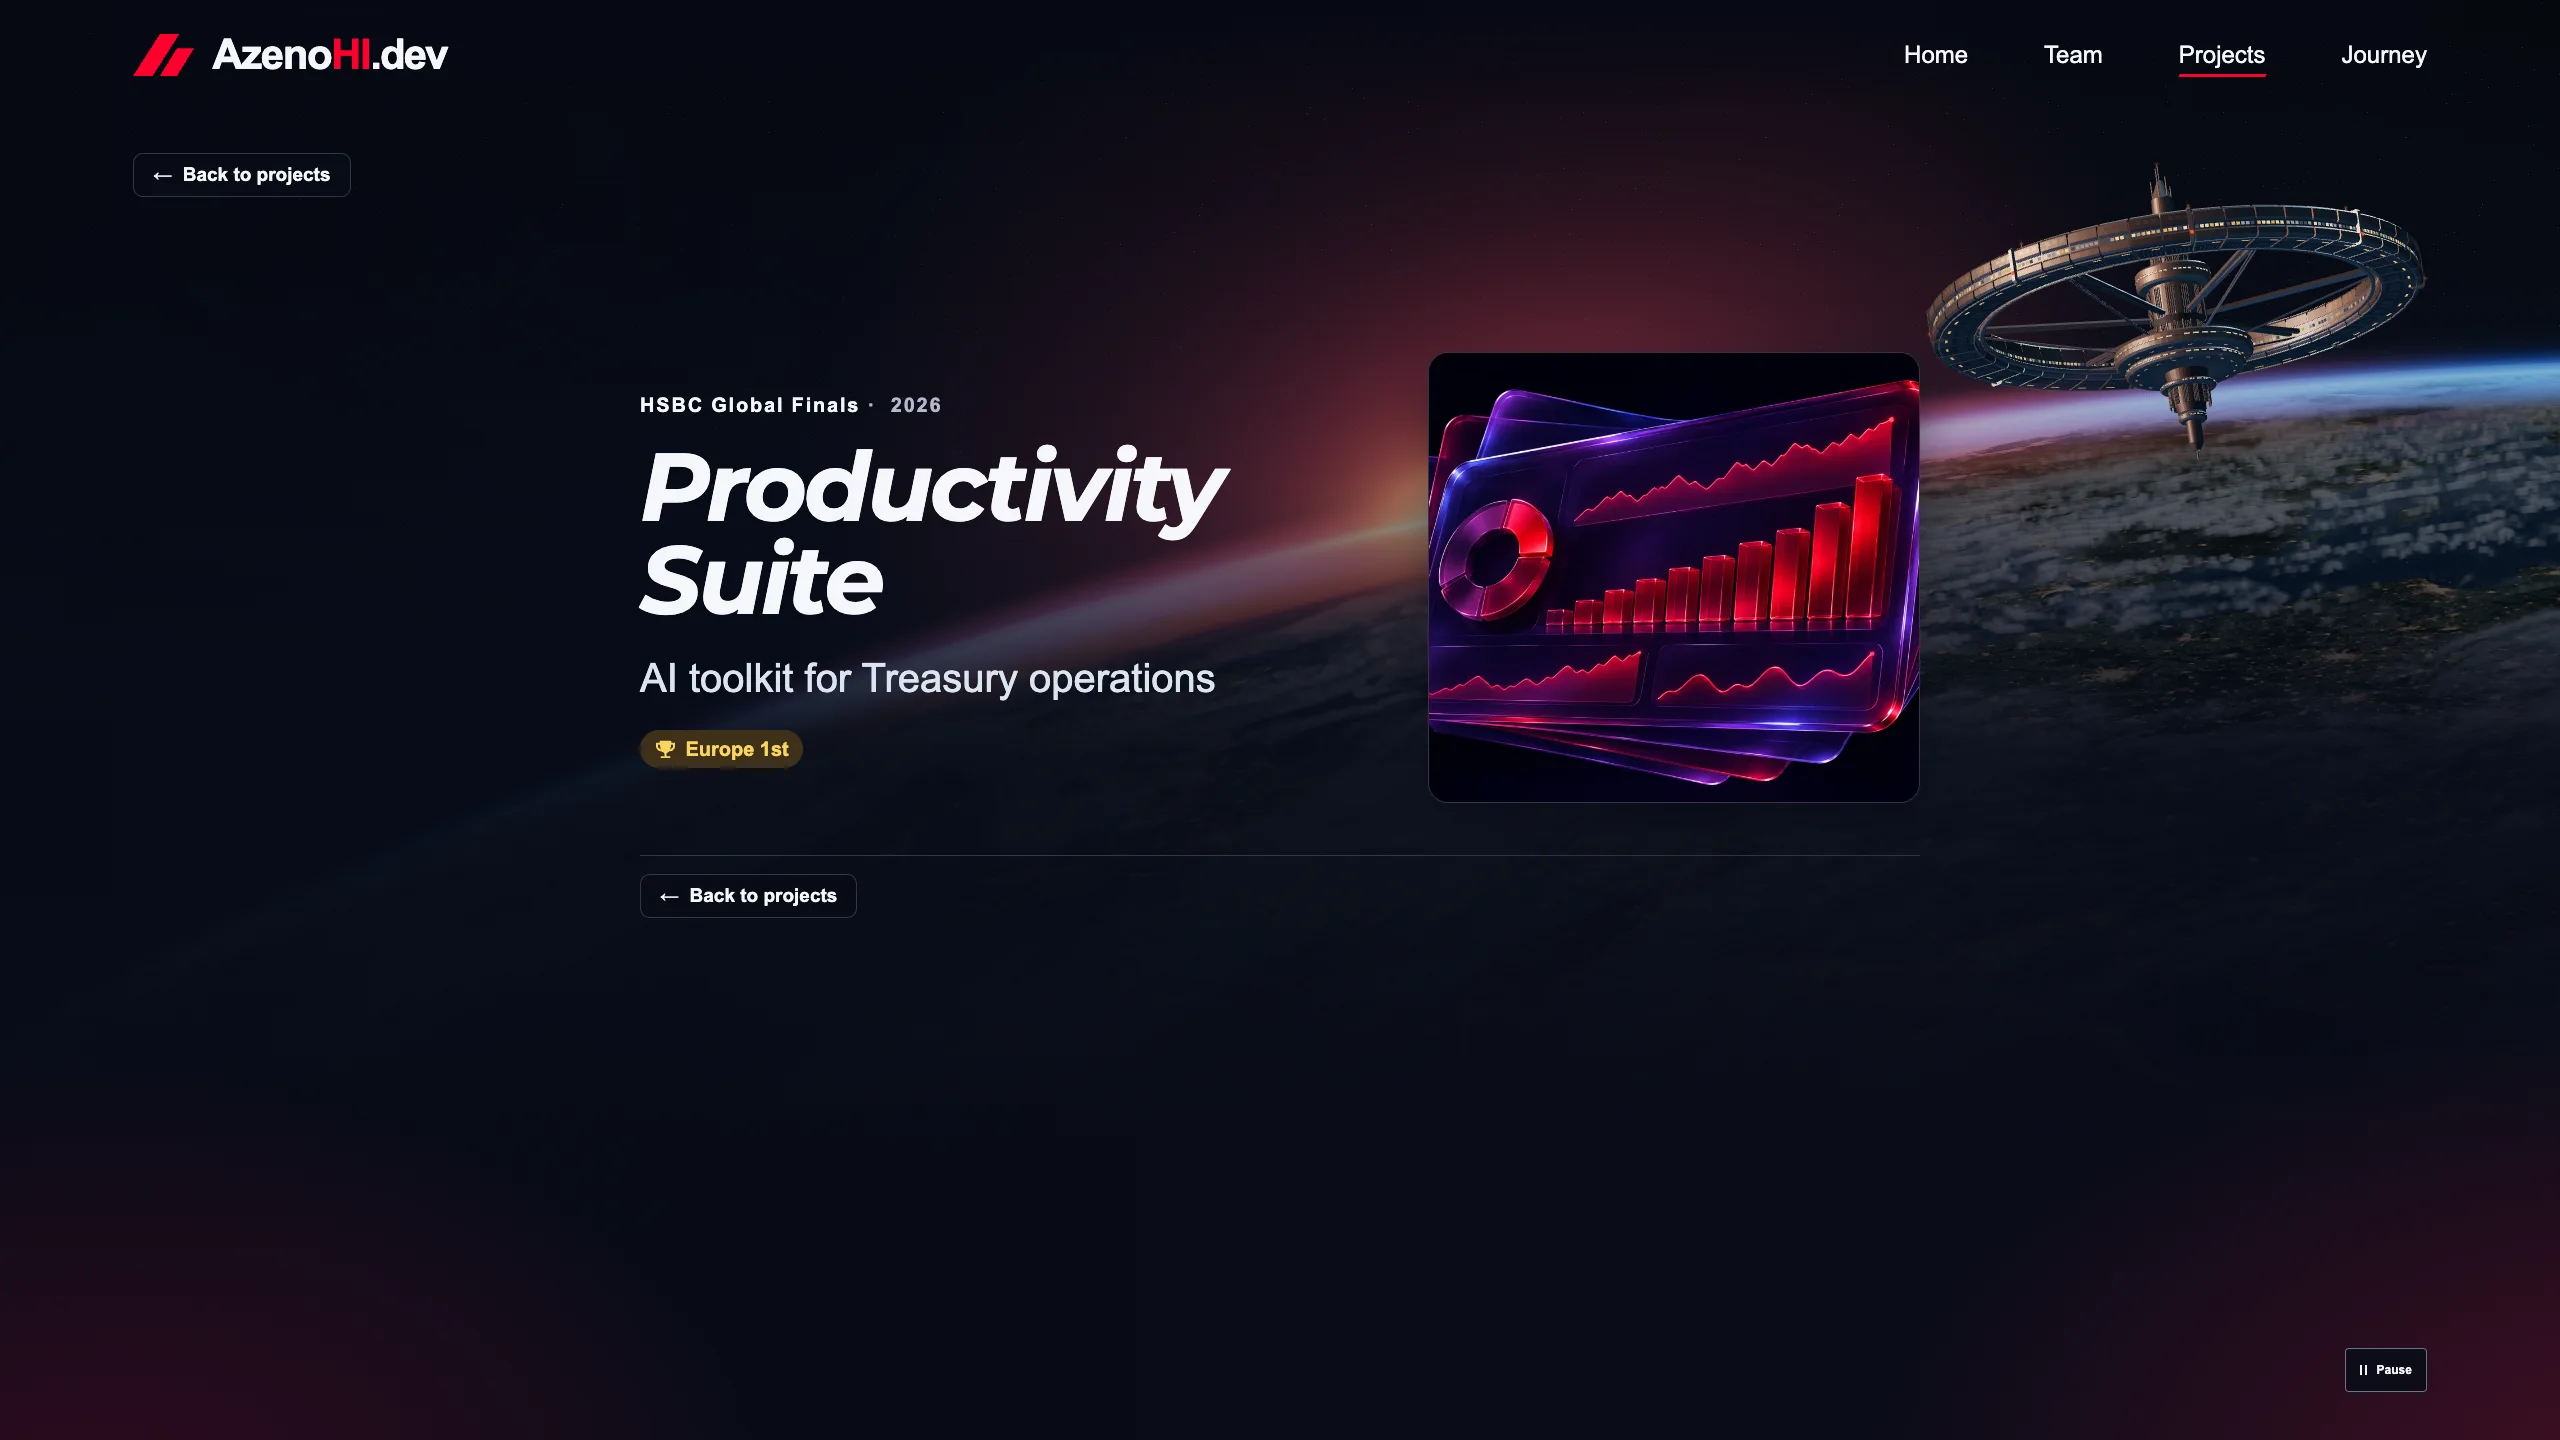 AzenoHI.dev
Home
Team
Projects
Journey
← Back to projects
HSBC Global Finals · 2026
Productivity
Suite
AI toolkit for Treasury operations
Europe 1st
← Back to projects
Pause